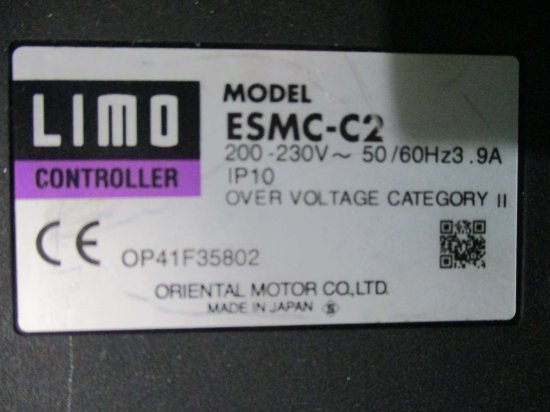 LIMO
CONTROLLER
MODEL
ESMC-C2
200-230V～ 50/60Hz3.9A
IP10
OVER VOLTAGE CATEGORY II
CE OP41F35802
ORIENTAL MOTOR CO.,LTD.
MADE IN JAPAN Ⓢ